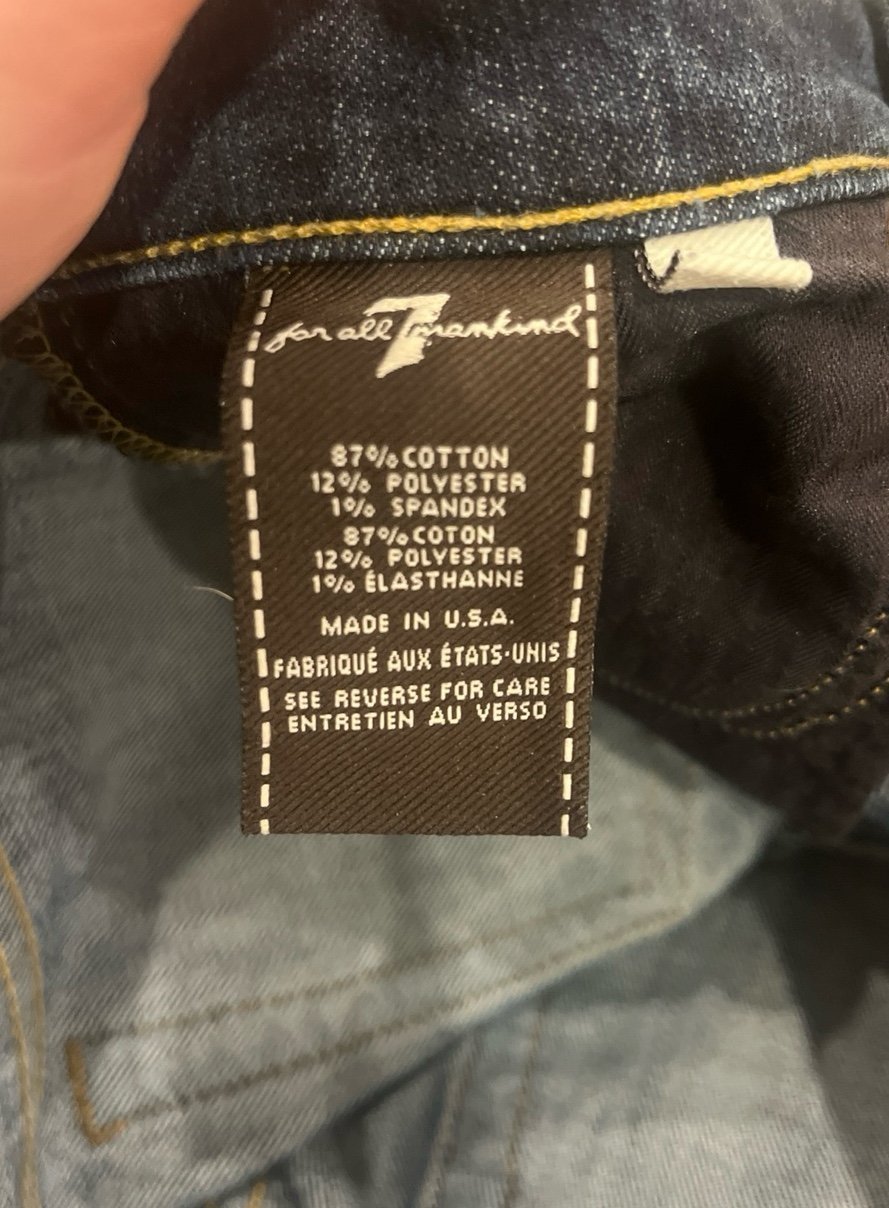 for all 7 mankind
87% COTTON
12% POLYESTER
1% SPANDEX
87% COTON
12% POLYESTER
1% ÉLASTHANNE
MADE IN U.S.A.
FABRIQUÉ AUX ÉTATS-UNIS
SEE REVERSE FOR CARE
ENTRETIEN AU VERSO